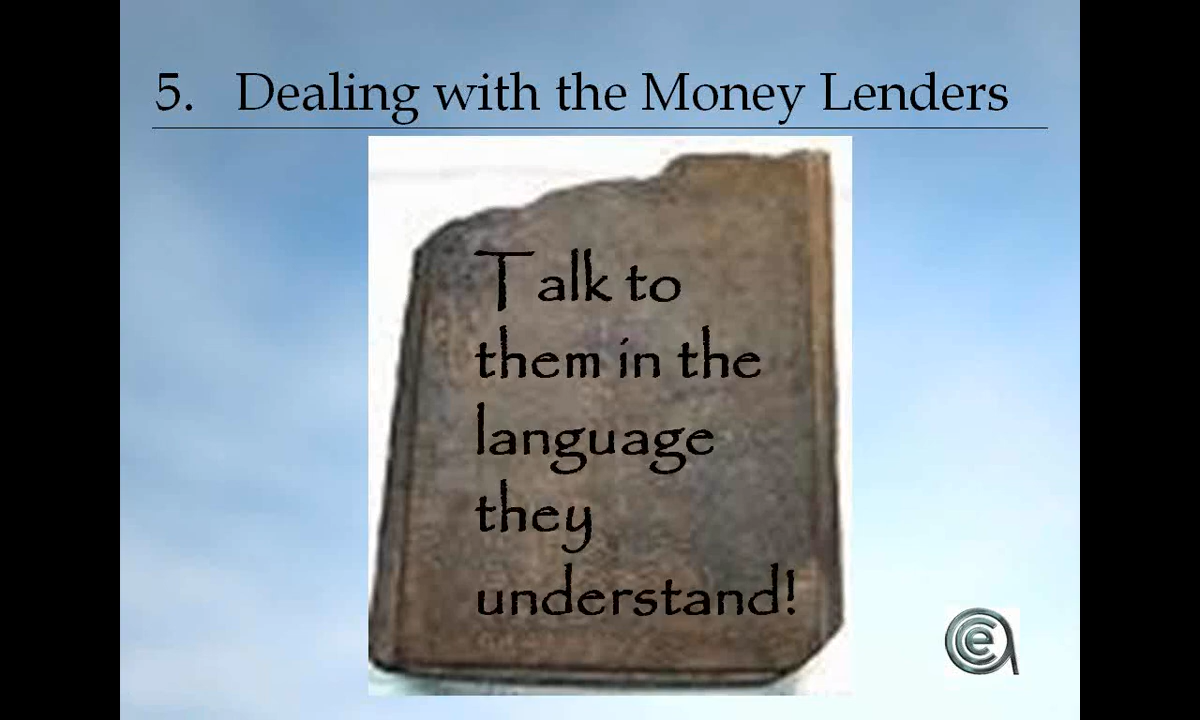 5. Dealing with the Money Lenders
Talk to
them in the
language
they
understand!